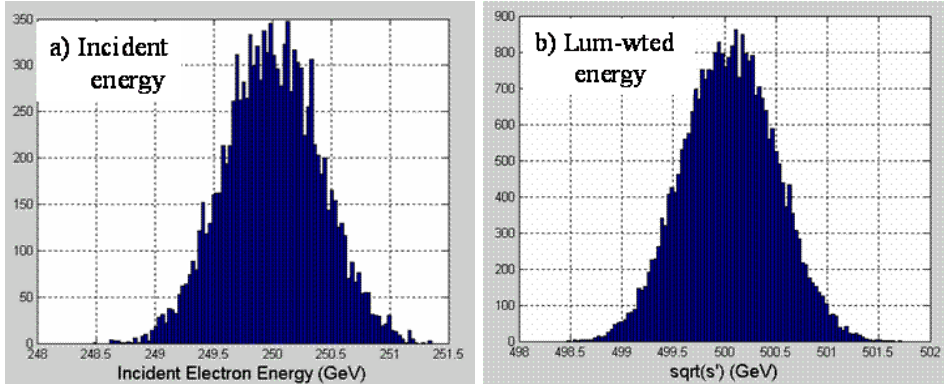 a) Incident
energy
350
300
250
200
150
100
50
0
248 248.5 249 249.5 250 250.5 251 251.5
Incident Electron Energy (GeV)
b) Lum-wted
energy
900
800
700
600
500
400
300
200
100
0
498 498.5 499 499.5 500 500.5 501 501.5 502
sqrt(s') (GeV)